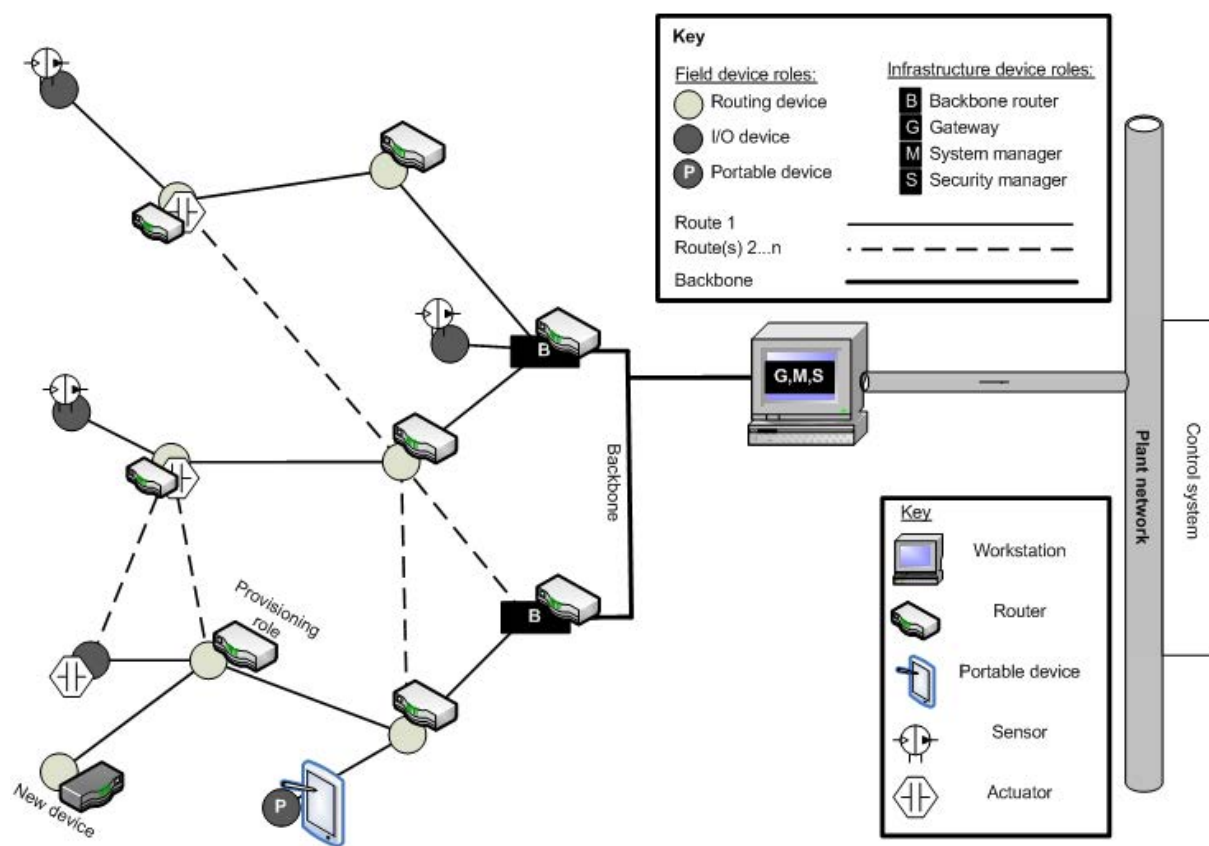 Key
Field device roles:
Routing device
I/O device
P
Portable device
Infrastructure device roles:
B
Backbone router
G
Gateway
M
System manager
S
Security manager
Route 1
Route(s) 2...n
Backbone
B
G,M,S
Backbone
B
Provisioning
role
New device
P
Plant network
Control system
Key
Workstation
Router
Portable device
Sensor
Actuator